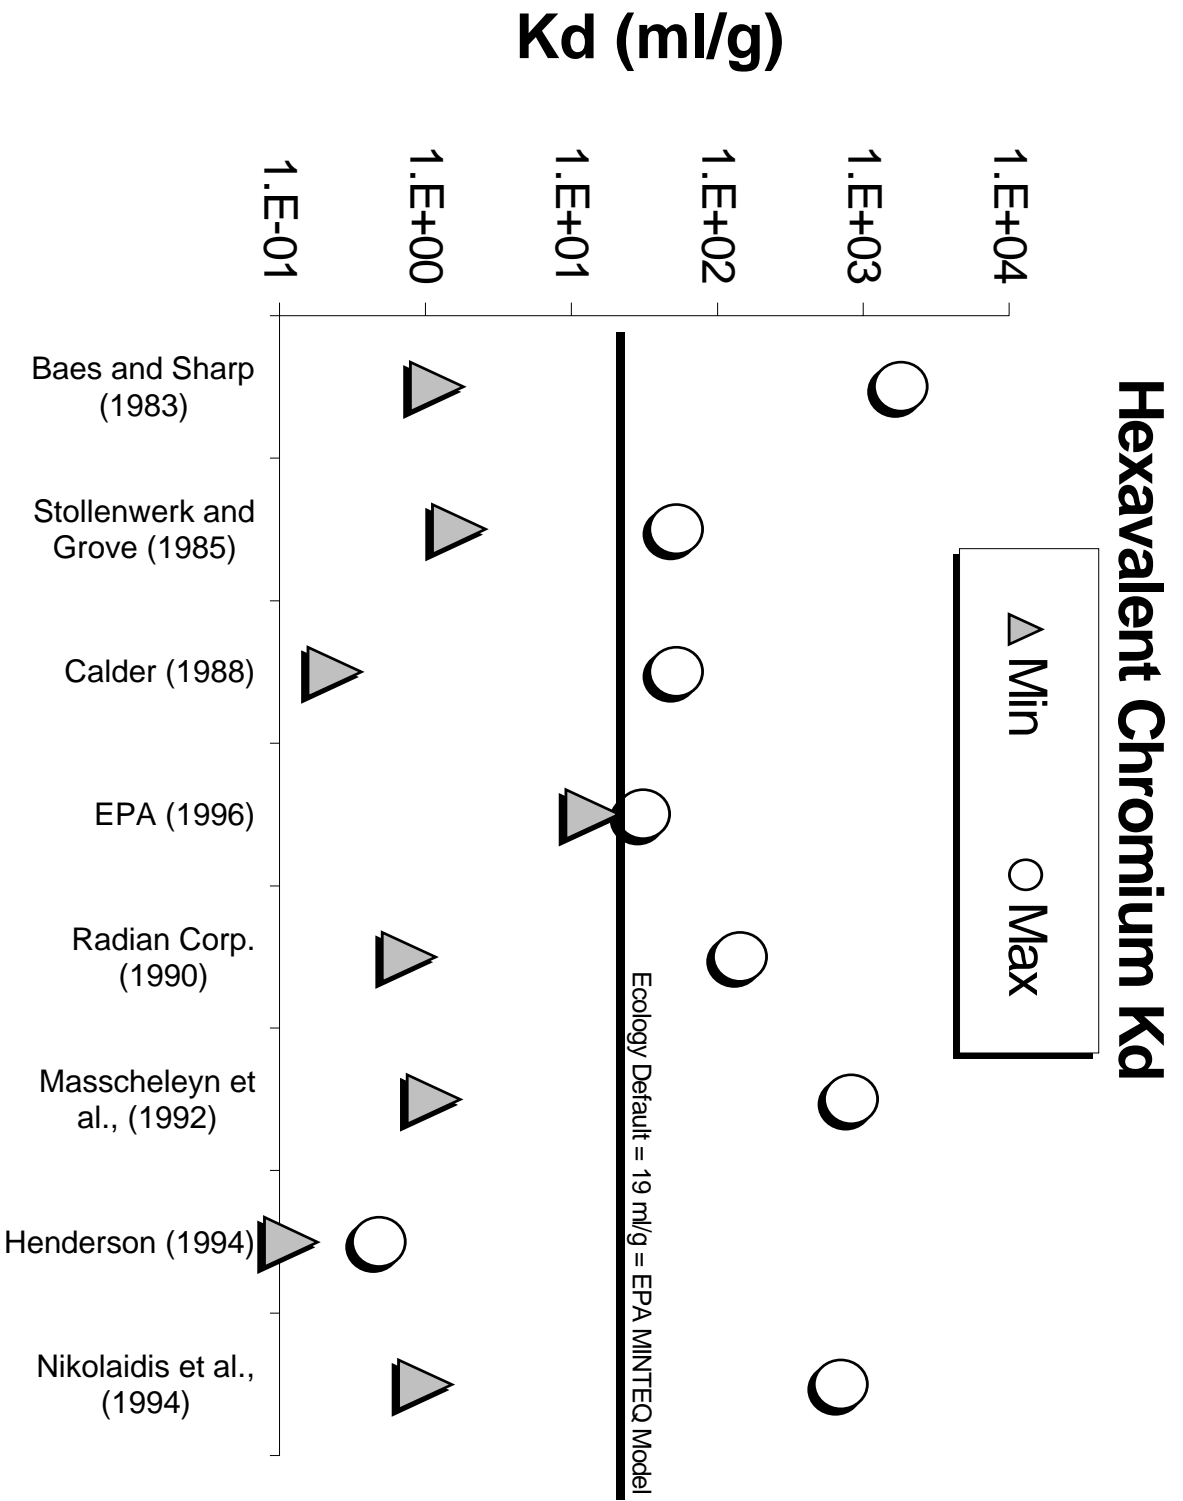 Hexavalent Chromium Kd
Min
Max
Kd (ml/g)
1.E+04
1.E+03
1.E+02
1.E+01
1.E+00
1.E-01
Ecology Default = 19 ml/g = EPA MINTEQ Model
Baes and Sharp
(1983)
Stollenwerk and
Grove (1985)
Calder (1988)
EPA (1996)
Radian Corp.
(1990)
Masscheleyn et
al., (1992)
Henderson (1994)
Nikolaidis et al.,
(1994)